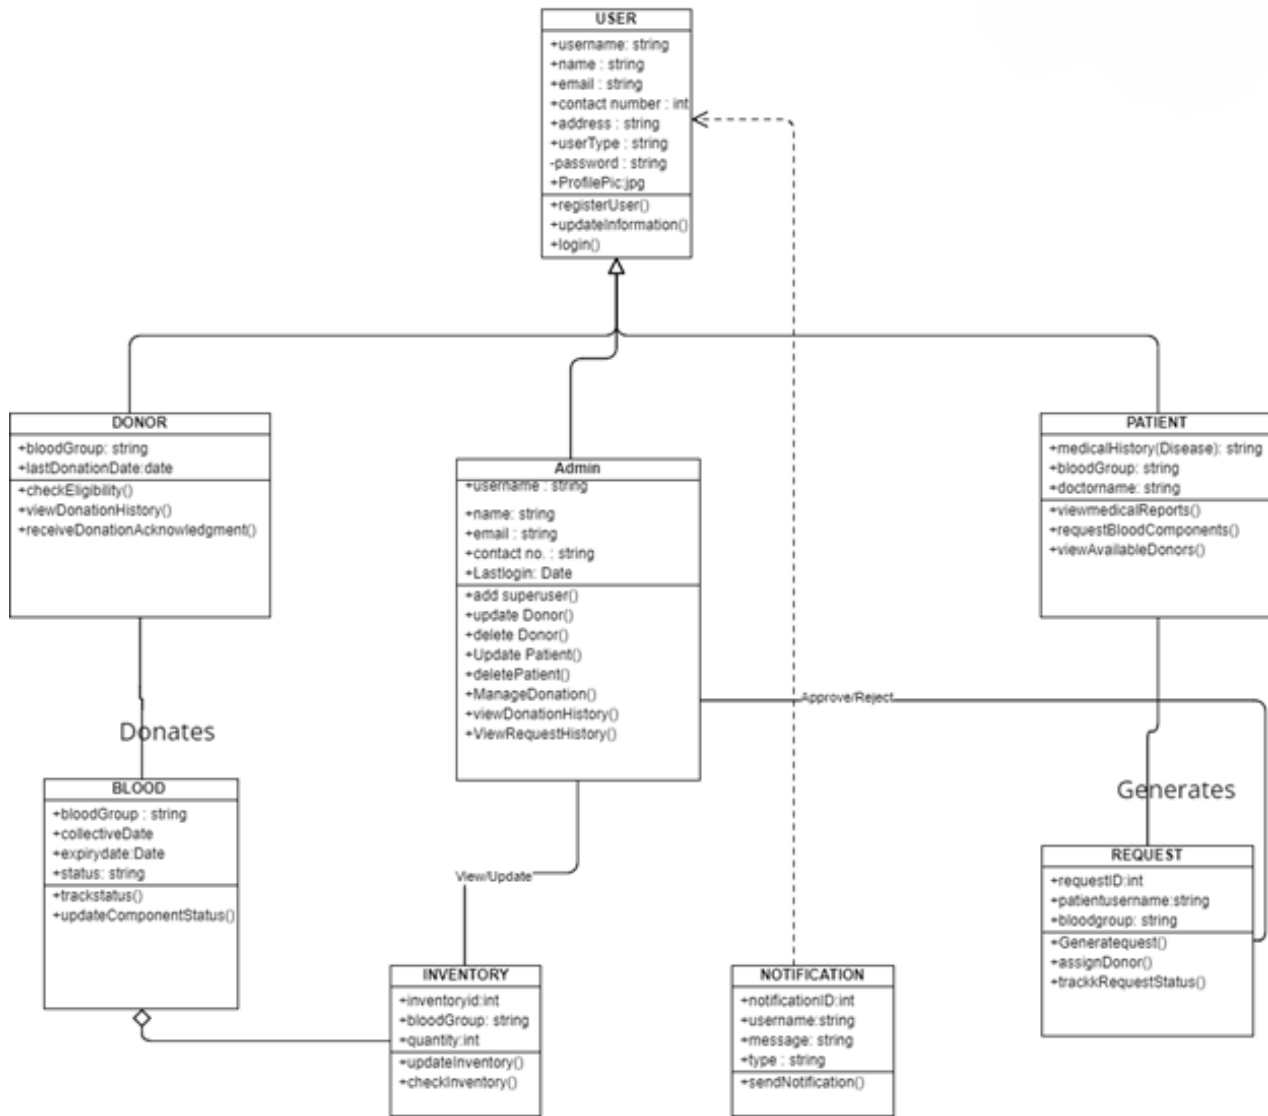 USER
+username: string
+name : string
+email : string
+contact number : int
+address : string
+userType : string
-password : string
+ProfilePic:jpg
+registerUser()
+updateInformation()
+login()
DONOR
+bloodGroup: string
+lastDonationDate:date
+checkEligibility()
+viewDonationHistory()
+receiveDonationAcknowledgment()
Admin
+username : string
+name: string
+email : string
+contact no. : string
+Lastlogin: Date
+add superuser()
+update Donor()
+delete Donor()
+Update Patient()
+deletePatient()
+ManageDonation()
+viewDonationHistory()
+ViewRequestHistory()
PATIENT
+medicalHistory(Disease): string
+bloodGroup: string
+doctorname: string
+viewmedicalReports()
+requestBloodComponents()
+viewAvailableDonors()
Approve/Reject
Donates
Generates
BLOOD
+bloodGroup : string
+collectiveDate
+expirydate:Date
+status: string
+trackstatus()
+updateComponentStatus()
View/Update
REQUEST
+requestID:int
+patientusername:string
+bloodgroup: string
+Generatequest()
+assignDonor()
+trackkRequestStatus()
INVENTORY
+inventoryid:int
+bloodGroup: string
+quantity:int
+updateInventory()
+checkInventory()
NOTIFICATION
+notificationID:int
+username:string
+message: string
+type : string
+sendNotification()